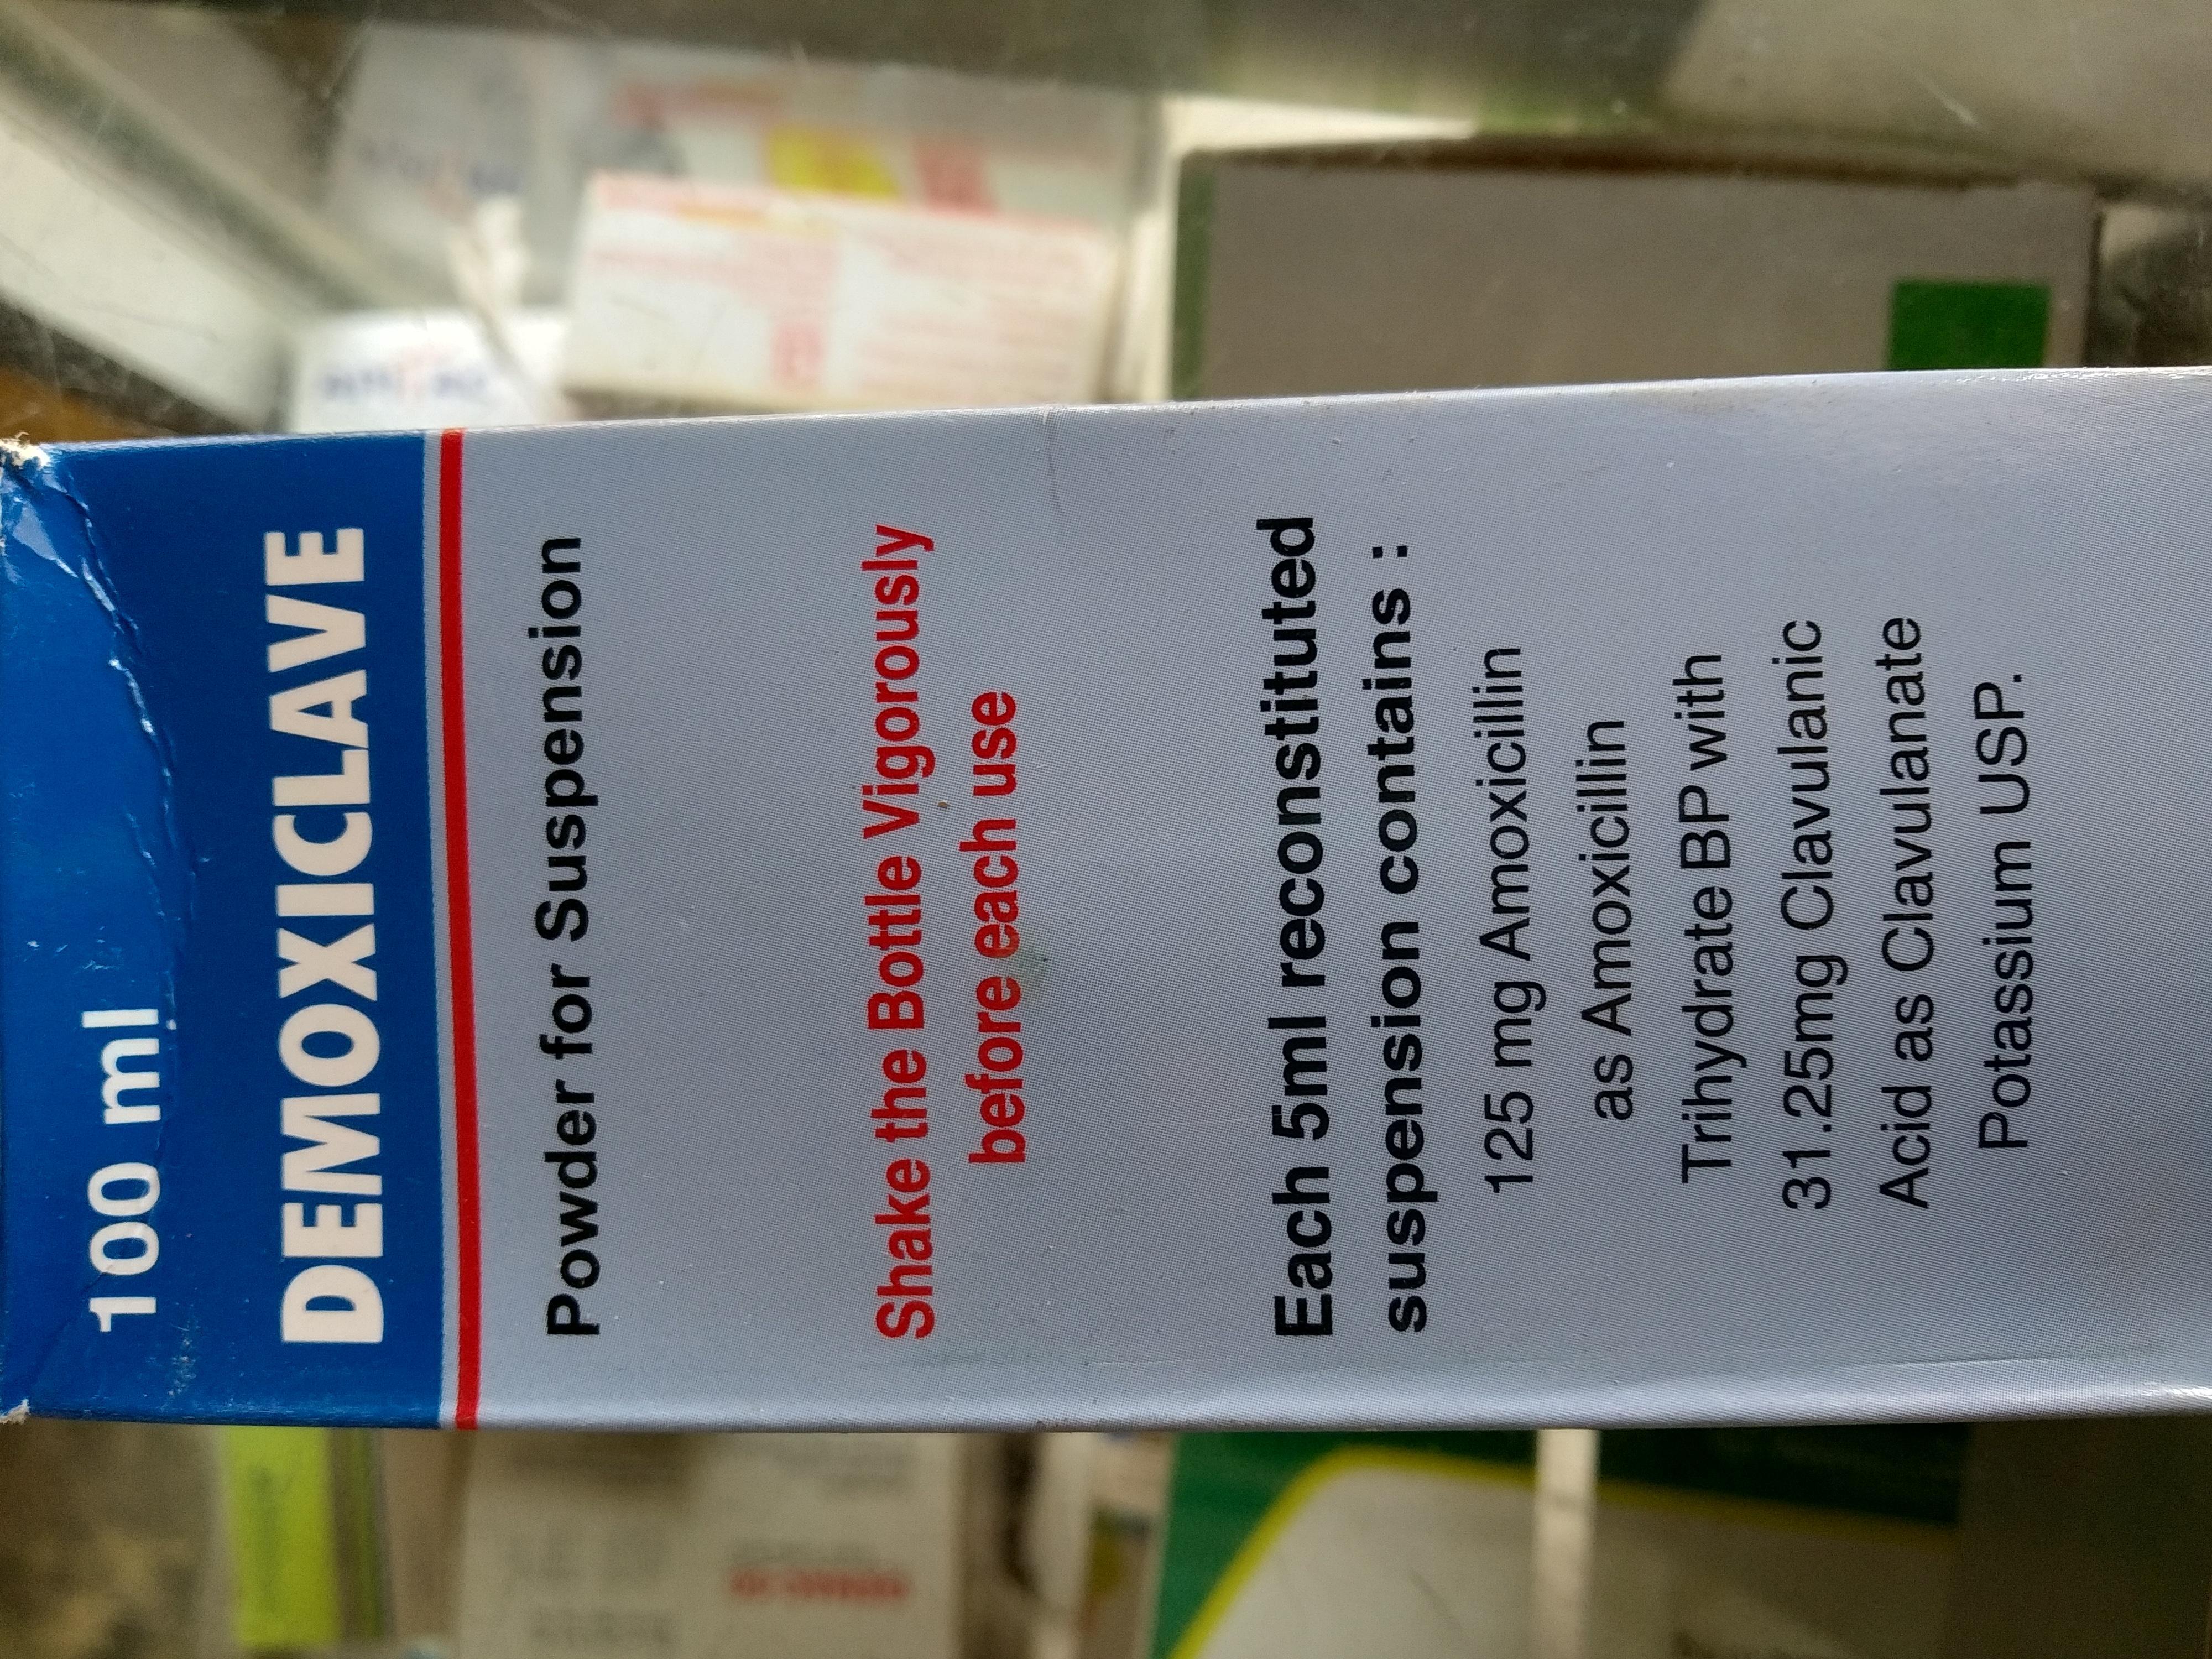 100 ml
DEMOXICLAVE
Powder for Suspension
Shake the Bottle Vigorously
before each use
Each 5ml reconstituted
suspension contains :
125 mg Amoxicillin
as Amoxicillin
Trihydrate BP with
31.25mg Clavulanic
Acid as Clavulanate
Potassium USP.